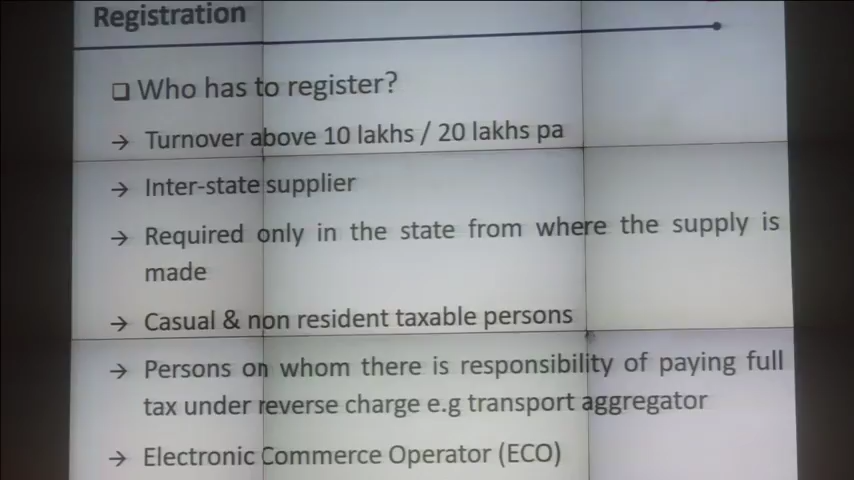 Registration
❑ Who has to register?
→ Turnover above 10 lakhs / 20 lakhs pa
→ Inter-state supplier
→ Required only in the state from where the supply is
made
→ Casual & non resident taxable persons
→ Persons on whom there is responsibility of paying full
tax under reverse charge e.g transport aggregator
→ Electronic Commerce Operator (ECO)